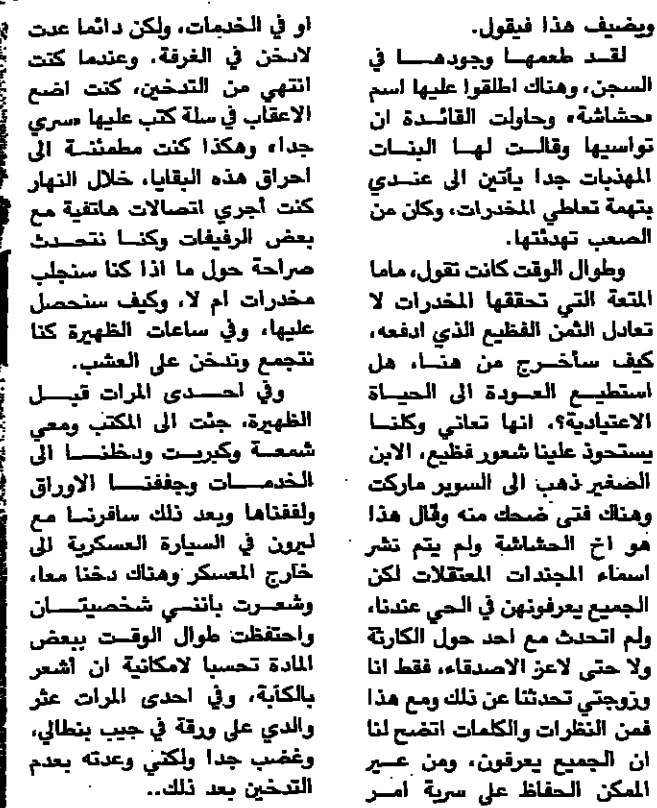 ويضيف هذا فيقول.
لقد طعمها وجودها في
السجن، وهناك اطلقوا عليها اسم
«حشاشة» وحاولت القائدة ان
تواسيها وقالت لها البنات
المهذبات جدا يأتين الى عندي
بتهمة تعاطي المخدرات، وكان من
الصعب تهدئتها.
وطوال الوقت كانت تقول، ماما
المتعة التي تحققها المخدرات لا
تعادل الثمن الفظيع الذي ادفعه،
كيف سأخرج من هنا، هل
استطيع العودة الى الحياة
الاعتيادية؟، انها تعاني وكلنا
يستحوذ علينا شعور فظيع، الابن
الصغير ذهب الى السوبر ماركت
وهناك فتى ضحك منه وقال هذا
هو اخ الحشاشة ولم يتم نشر
اسماء المجندات المعتقلات لكن
الجميع يعرفونهن في الحي عندنا،
ولم اتحدث مع احد حول الكارثة
ولا حتى لاعز الاصدقاء، فقط انا
وزوجتي تحدثنا عن ذلك ومع هذا
فمن النظرات والكلمات اتضح لنا
ان الجميع يعرقون، ومن عير
الممكن الحفاظ على سرية امر
او في الخدمات، ولكن دائما عدت
لادخن في الغرفة، وعندما كنت
انتهي من التدخين، كنت اضع
الاعقاب في سلة كتب عليها «سري
جدا» وهكذا كنت مطمئنة الى
احراق هذه البقايا، خلال النهار
كنت أجري اتصالات هاتفية مع
بعض الرفيقات وكنا نتحدث
صراحة حول ما اذا كنا سنجلب
مخدرات ام لا، وكيف سنحصل
عليها، وفي ساعات الظهيرة كنا
نتجمع وندخن على العشب.
وفي احدى المرات قبل
الظهيرة، جئت الى المكتب ومعي
شمعة وكبريت ودخلنا الى
الخدمات وجففنا الاوراق
ولففناها وبعد ذلك سافرنا مع
ليرون في السيارة العسكرية الى
خارج المعسكر وهناك دخنا معا،
وشعرت بانني شخصيتان
واحتفظت طوال الوقت ببعض
المادة تحسبا لامكانية ان أشعر
بالكآبة، وفي احدى المرات عثر
والدي على ورقة في جيب بنطالي،
وغضب جدا ولكني وعدته بعدم
التدخين بعد ذلك..